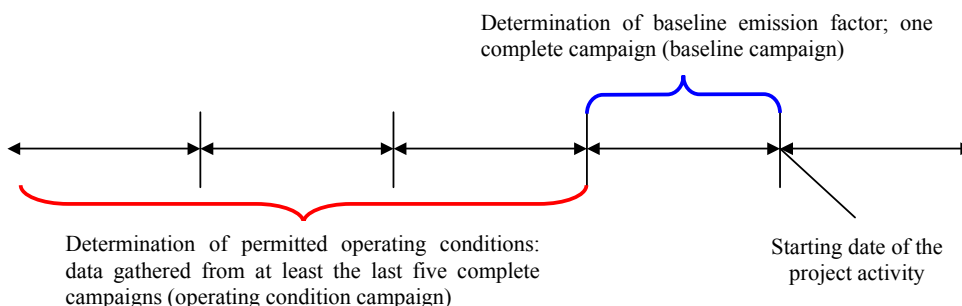 Determination of baseline emission factor; one
complete campaign (baseline campaign)
Determination of permitted operating conditions:
data gathered from at least the last five complete
campaigns (operating condition campaign)
Starting date of the
project activity